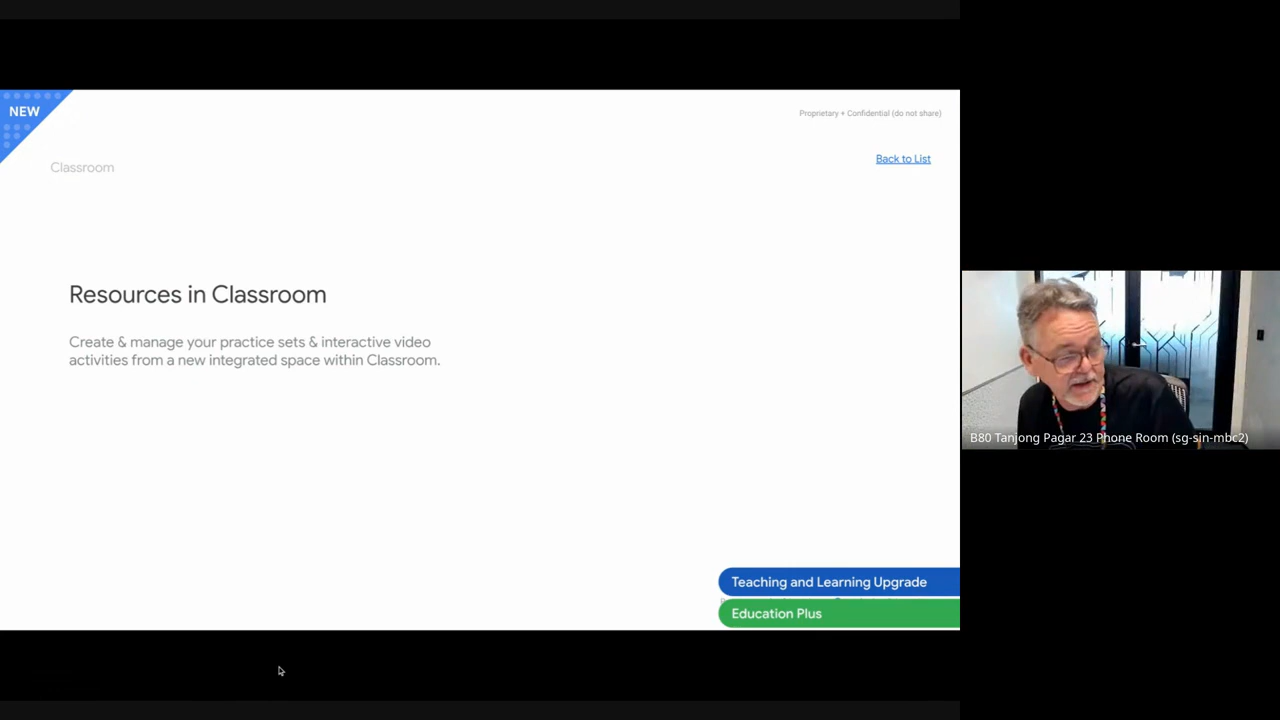 NEW
Proprietary + Confidential (do not share)
Back to List
Classroom
Resources in Classroom
Create & manage your practice sets & interactive video
activities from a new integrated space within Classroom.
Teaching and Learning Upgrade
Education Plus
B80 Tanjong Pagar 23 Phone Room (sg-sin-mbc2)